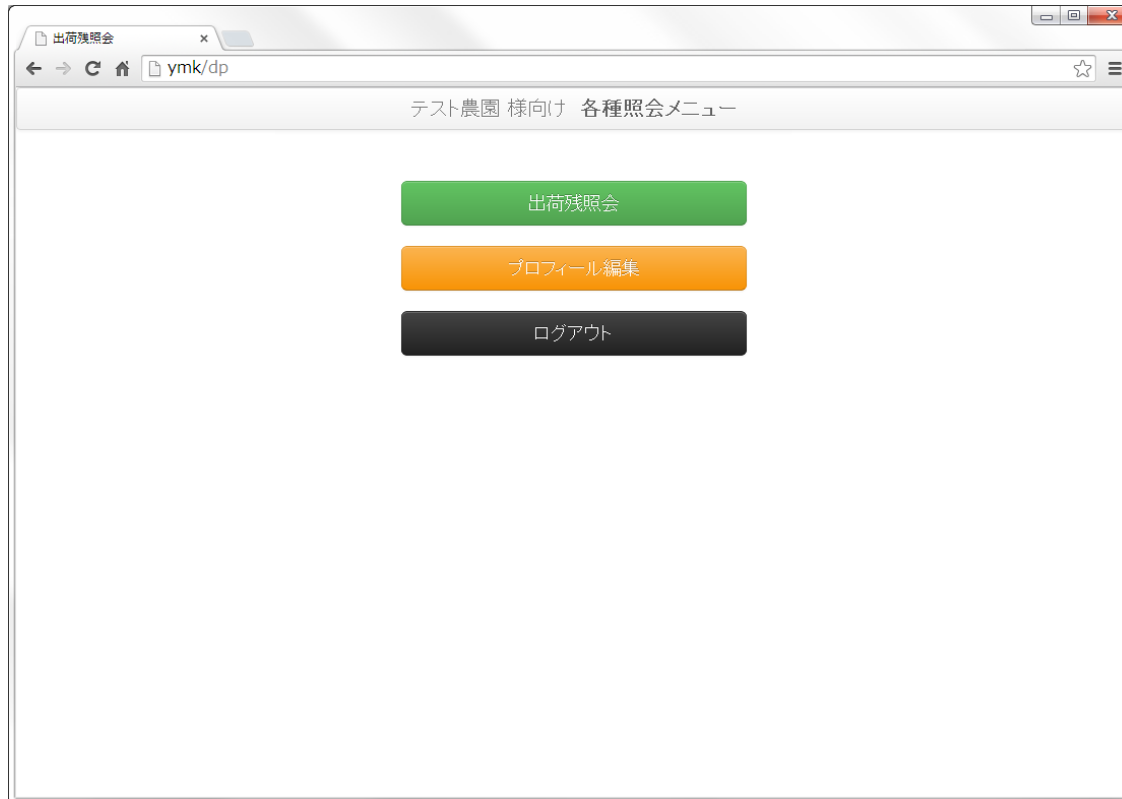 出荷残照会
ymk/dp
テスト農園 様向け 各種照会メニュー
出荷残照会
プロフィール編集
ログアウト